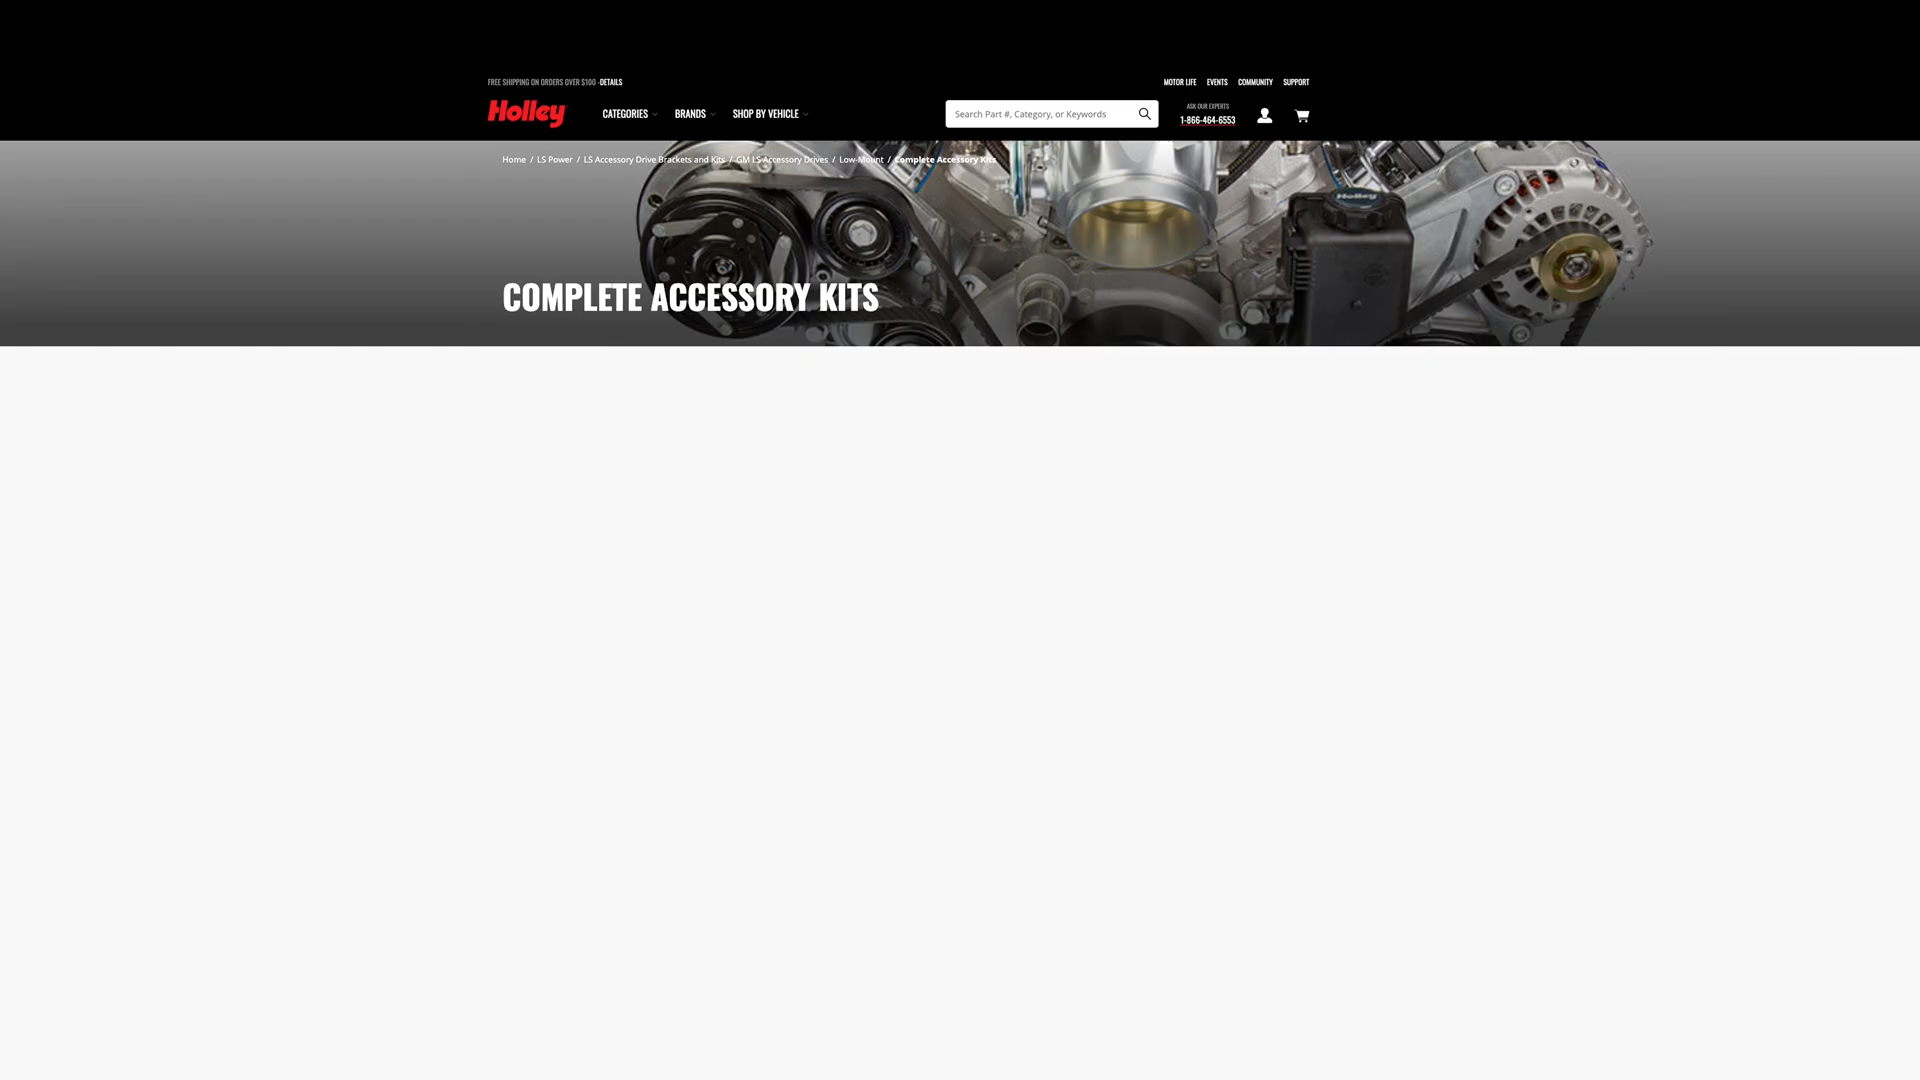 FREE SHIPPING ON ORDERS OVER $100 -DETAILS
MOTOR LIFE EVENTS COMMUNITY SUPPORT
Holley
CATEGORIES BRANDS SHOP BY VEHICLE
Search Part #, Category, or Keywords
ASK OUR EXPERTS
1-866-464-6553
Home / LS Power / LS Accessory Drive Brackets and Kits / GM LS Accessory Drives / Low-Mount / Complete Accessory Kits
Holley
COMPLETE ACCESSORY KITS